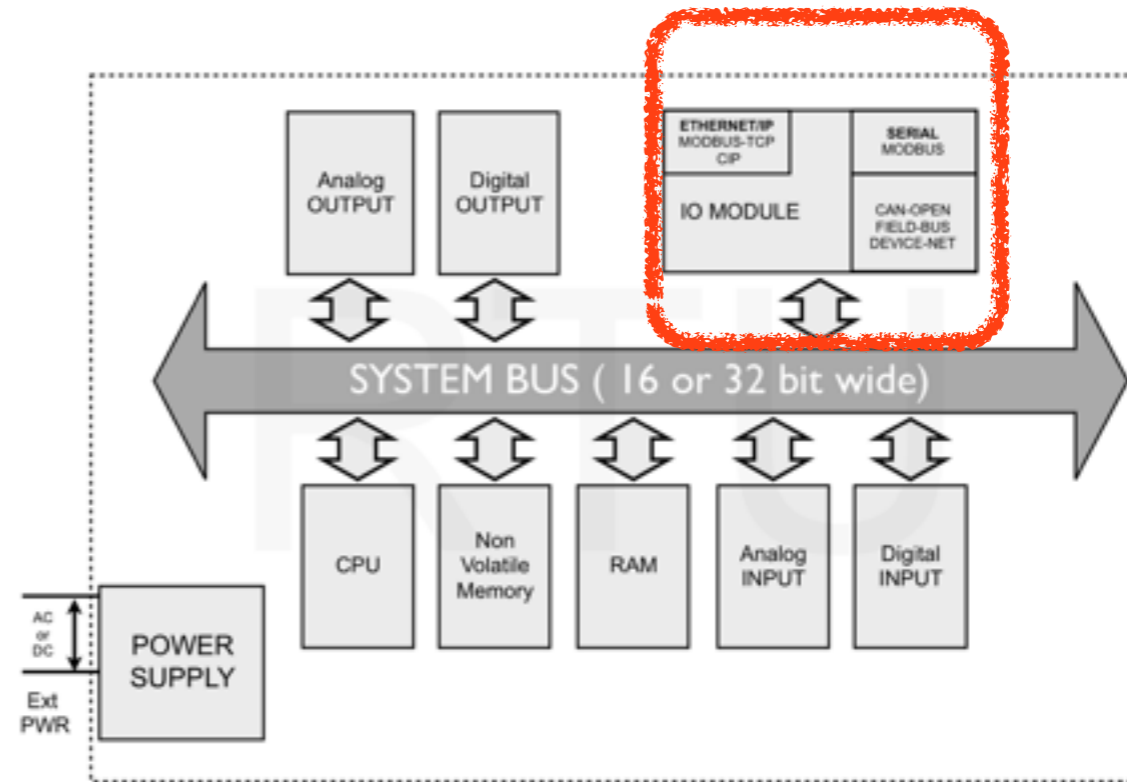 Analog
OUTPUT
Digital
OUTPUT
ETHERNET/IP
MODBUS-TCP
CIP
IO MODULE
SERIAL
MODBUS
CAN-OPEN
FIELD-BUS
DEVICE-NET
RTU
SYSTEM BUS ( 16 or 32 bit wide)
CPU
Non
Volatile
Memory
RAM
Analog
INPUT
Digital
INPUT
AC
or
DC
Ext
PWR
POWER
SUPPLY